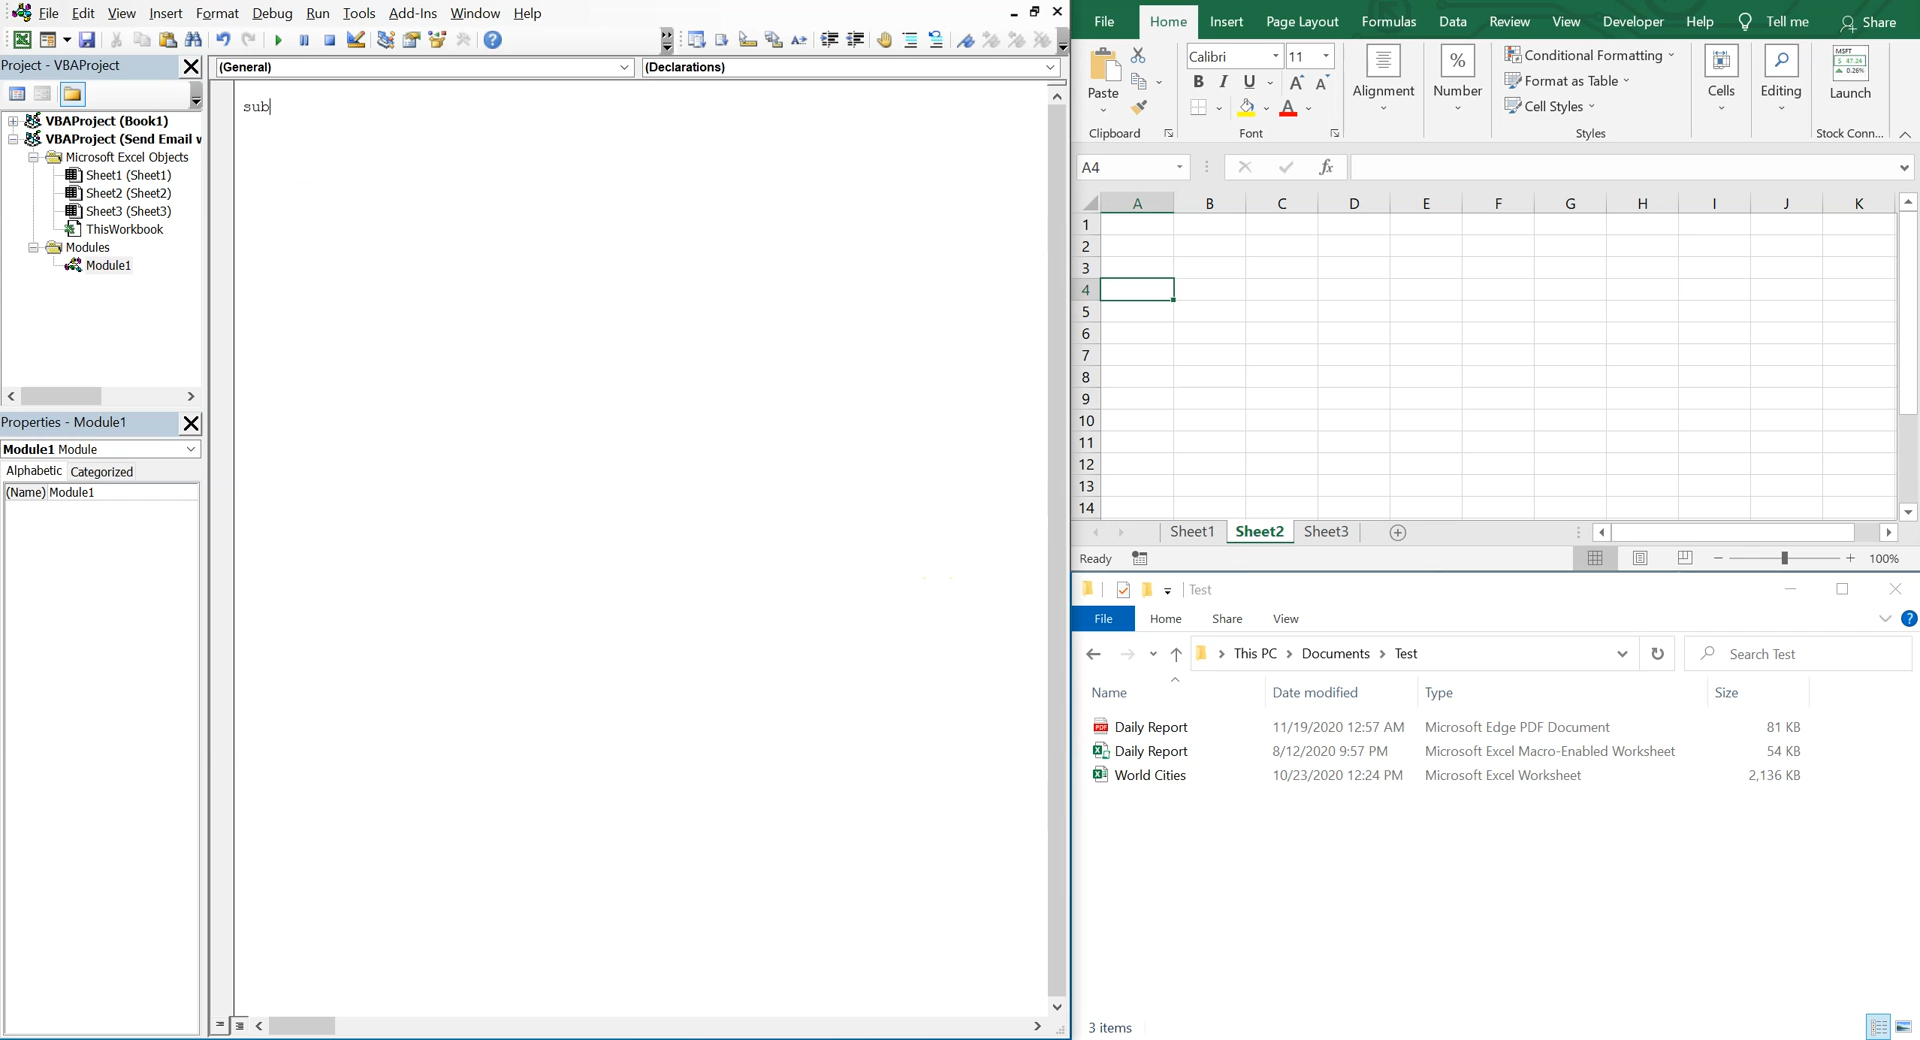 File Edit View Insert Format Debug Run Tools Add-Ins Window Help
Project - VBAProject
(General) (Declarations)
VBAProject (Book1)
VBAProject (Send Email w
Microsoft Excel Objects
Sheet1 (Sheet1)
Sheet2 (Sheet2)
Sheet3 (Sheet3)
ThisWorkbook
Modules
Module1
Properties - Module1
Module1 Module
Alphabetic Categorized
(Name) Module1
sub
File Home Insert Page Layout Formulas Data Review View Developer Help Tell me Share
Paste
Clipboard
Calibri 11
B I U A A
A
Font
Alignment
%
Number
Conditional Formatting
Format as Table
Cell Styles
Styles
Cells
Editing
MSFT
$ 47.24
0.26%
Launch
Stock Conn...
A4 fx
A B C D E F G H I J K
1
2
3
4
5
6
7
8
9
10
11
12
13
14
Sheet1 Sheet2 Sheet3
Ready 100%
Test
File Home Share View
This PC Documents Test Search Test
Name Date modified Type Size
Daily Report 11/19/2020 12:57 AM Microsoft Edge PDF Document 81 KB
Daily Report 8/12/2020 9:57 PM Microsoft Excel Macro-Enabled Worksheet 54 KB
World Cities 10/23/2020 12:24 PM Microsoft Excel Worksheet 2,136 KB
3 items